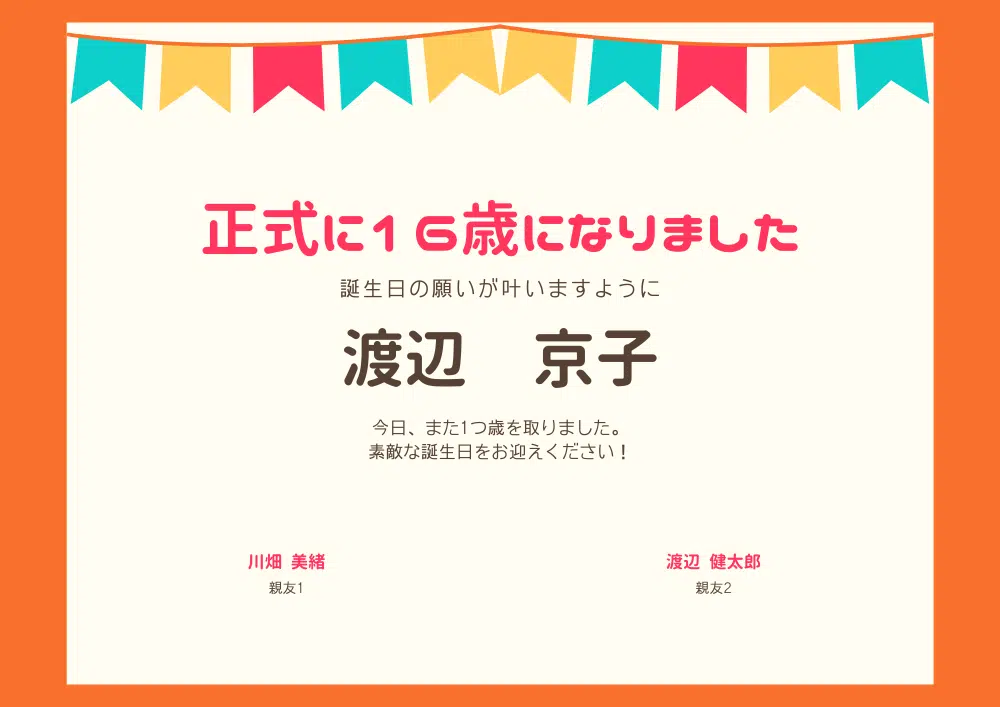 正式に16歳になりました
誕生日の願いが叶いますように
渡辺　京子
今日、また1つ歳を取りました。
素敵な誕生日をお迎えください！
川畑 美緒
親友1
渡辺 健太郎
親友2